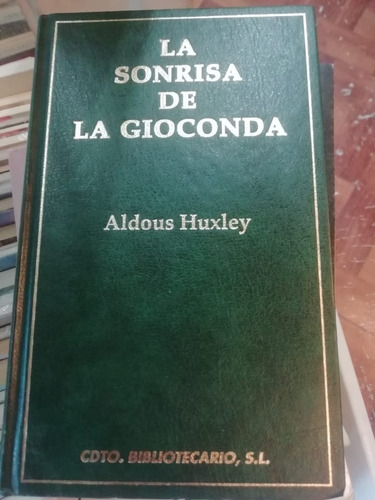 LA
SONRISA
DE
LA GIOCONDA
Aldous Huxley
CDTO. BIBLIOTECARIO, S.L.